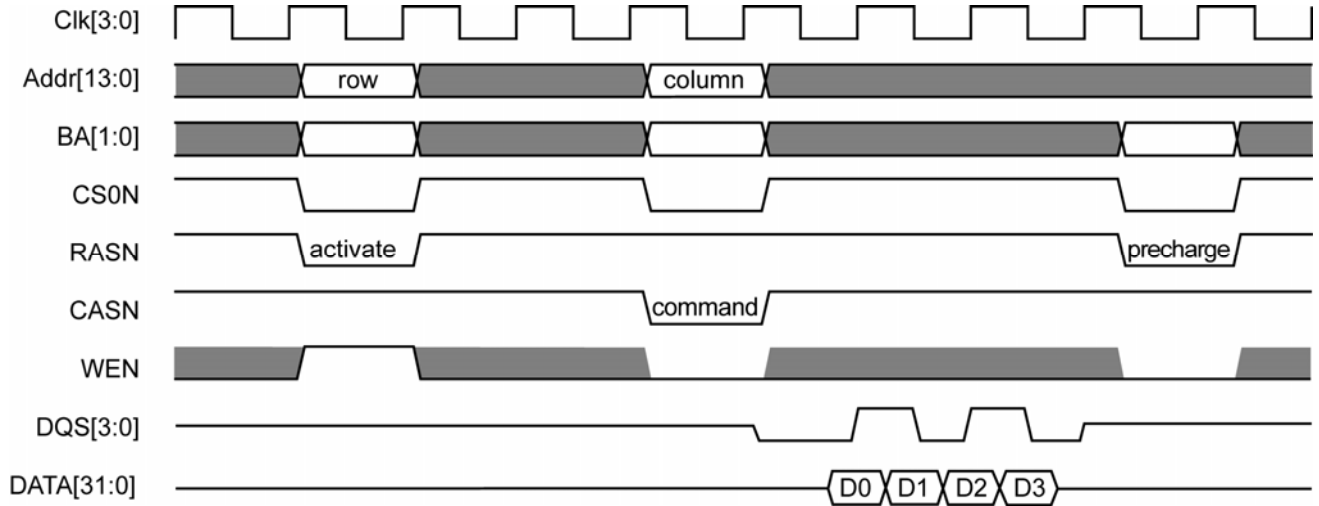 Clk[3:0]
Addr[13:0] row column
BA[1:0]
CS0N
RASN activate precharge
CASN command
WEN
DQS[3:0]
DATA[31:0] D0 D1 D2 D3